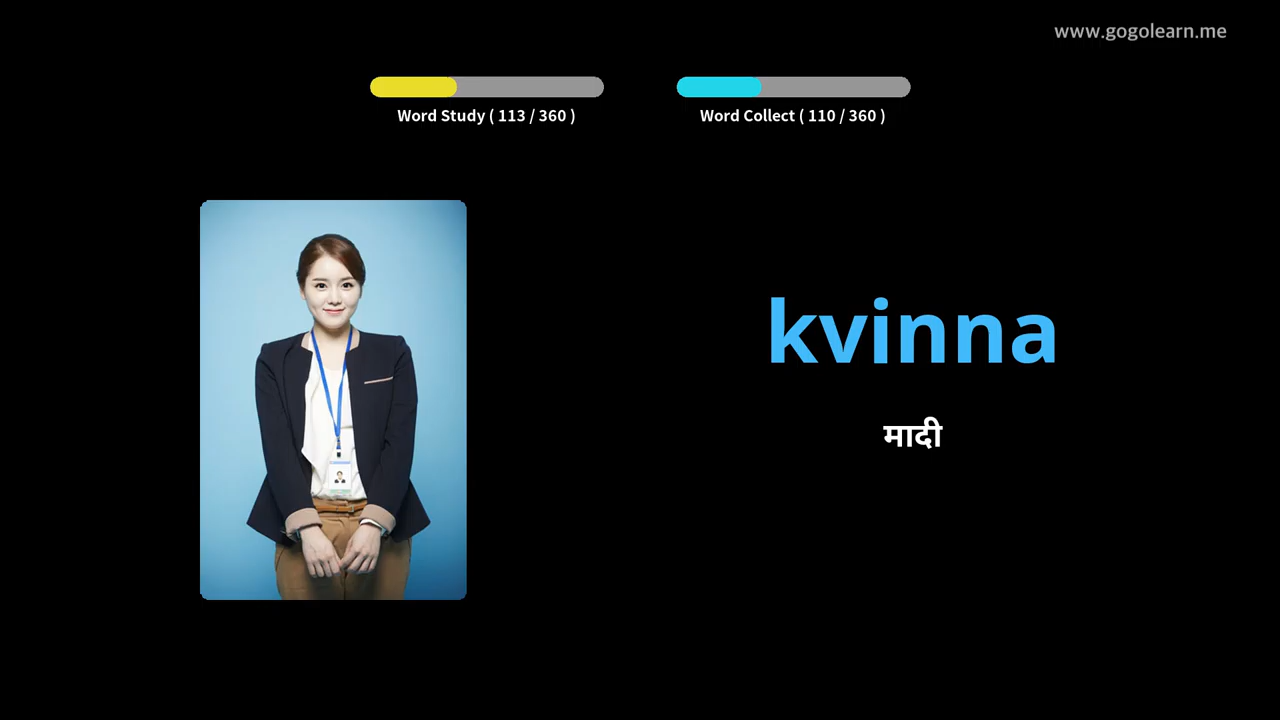 www.gogolearn.me
Word Study ( 113 / 360 )
Word Collect ( 110 / 360 )
kvinna
मादी